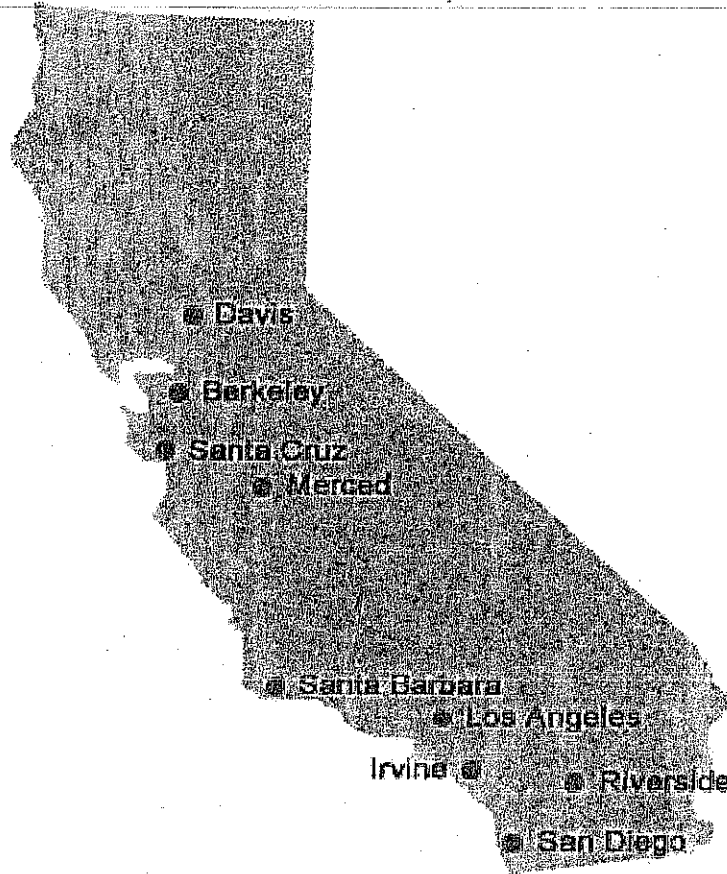 Davis
Berkeley
Santa Cruz
Merced
Santa Barbara
Los Angeles
Irvine
Riverside
San Diego